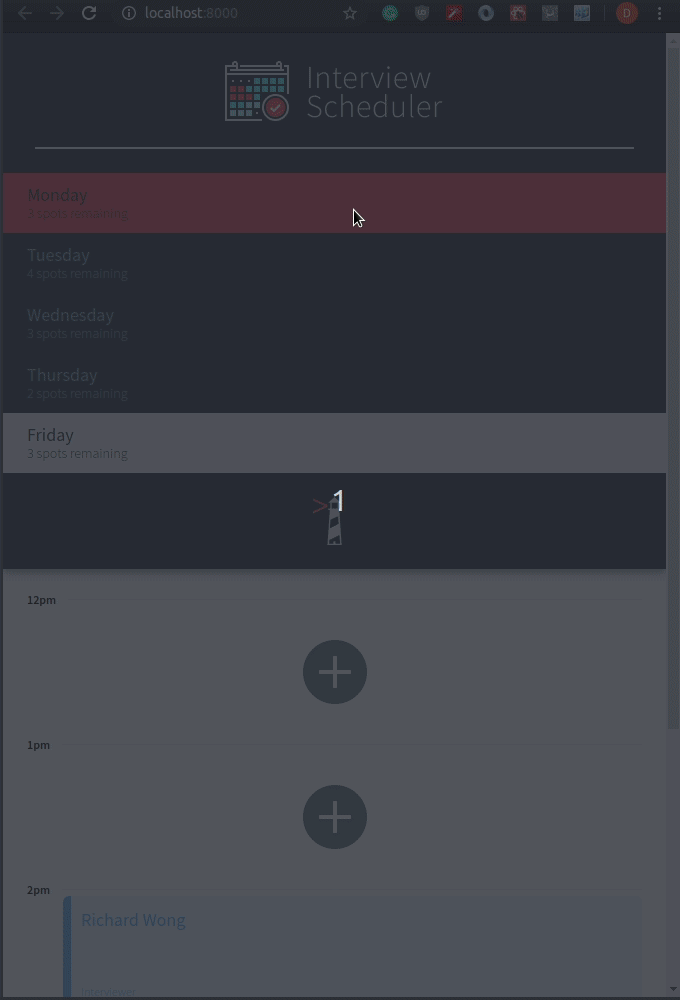 localhost:8000
Interview
Scheduler
Monday
3 spots remaining
Tuesday
4 spots remaining
Wednesday
3 spots remaining
Thursday
2 spots remaining
Friday
3 spots remaining
>1
12pm
1pm
2pm
Richard Wong
D